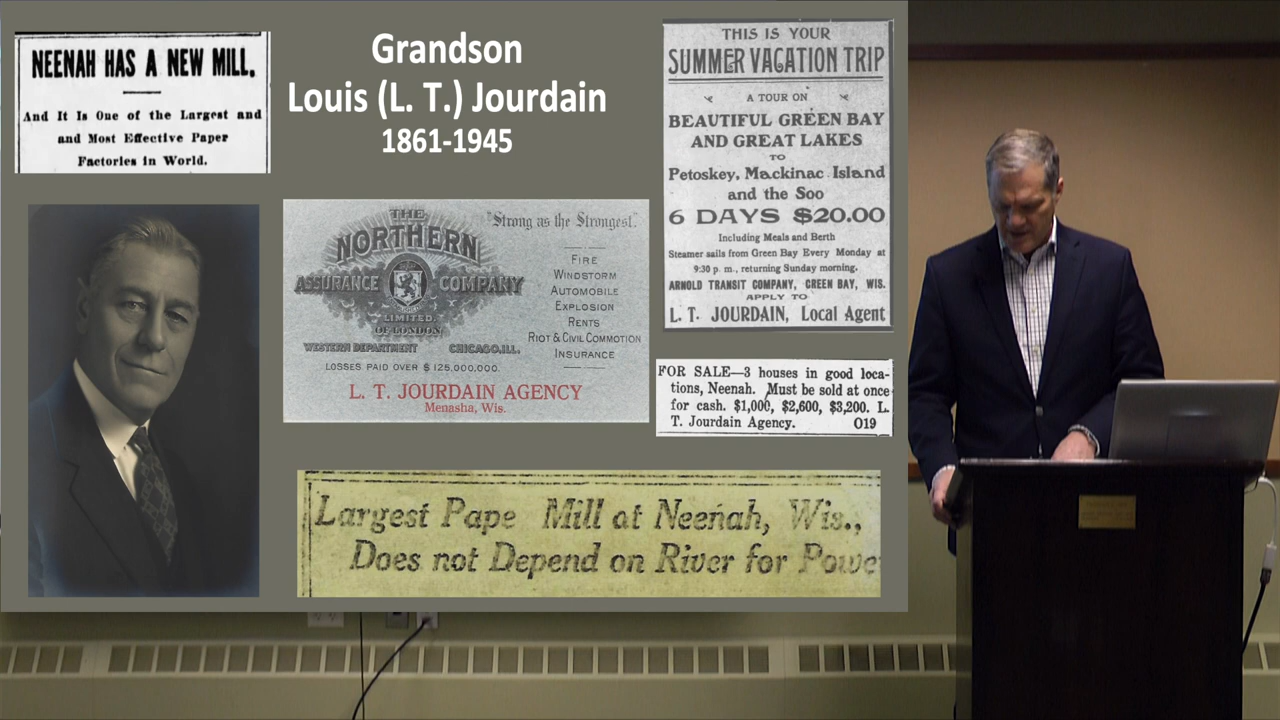 NEENAH HAS A NEW MILL.
And It Is One of the Largest and
and Most Effective Paper
Factories in World.
Grandson
Louis (L. T.) Jourdain
1861-1945
THIS IS YOUR
SUMMER VACATION TRIP
A TOUR ON
BEAUTIFUL GREEN BAY
AND GREAT LAKES
TO
Petoskey, Mackinac Island
and the Soo
6 DAYS $20.00
Including Meals and Berth
Steamer sails from Green Bay Every Monday at
9:30 p. m., returning Sunday morning.
ARNOLD TRANSIT COMPANY, GREEN BAY, WIS.
APPLY TO
L. T. JOURDAIN, Local Agent
THE
NORTHERN
ASSURANCE COMPANY
LIMITED.
OF LONDON
WESTERN DEPARTMENT CHICAGO, ILL.
"Strong as the Strongest".
FIRE
WINDSTORM
AUTOMOBILE
EXPLOSION
RENTS
RIOT & CIVIL COMMOTION
INSURANCE
LOSSES PAID OVER $125,000,000.
L. T. JOURDAIN AGENCY
Menasha, Wis.
FOR SALE—3 houses in good loca-
tions, Neenah. Must be sold at once
for cash. $1,000, $2,600, $3,200. L.
T. Jourdain Agency. O19
Largest Pape Mill at Neenah, Wis.,
Does not Depend on River for Powe